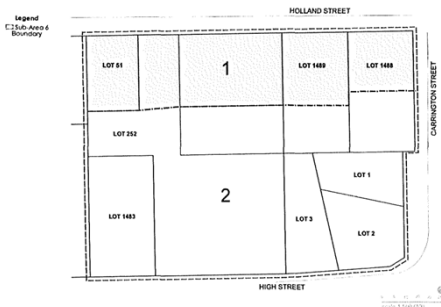 HOLLAND STREET
Legend
Sub-Area 6
Boundary
LOT 51
1
LOT 1489
LOT 1488
CARRINGTON STREET
LOT 252
LOT 1483
2
LOT 3
LOT 1
LOT 2
HIGH STREET